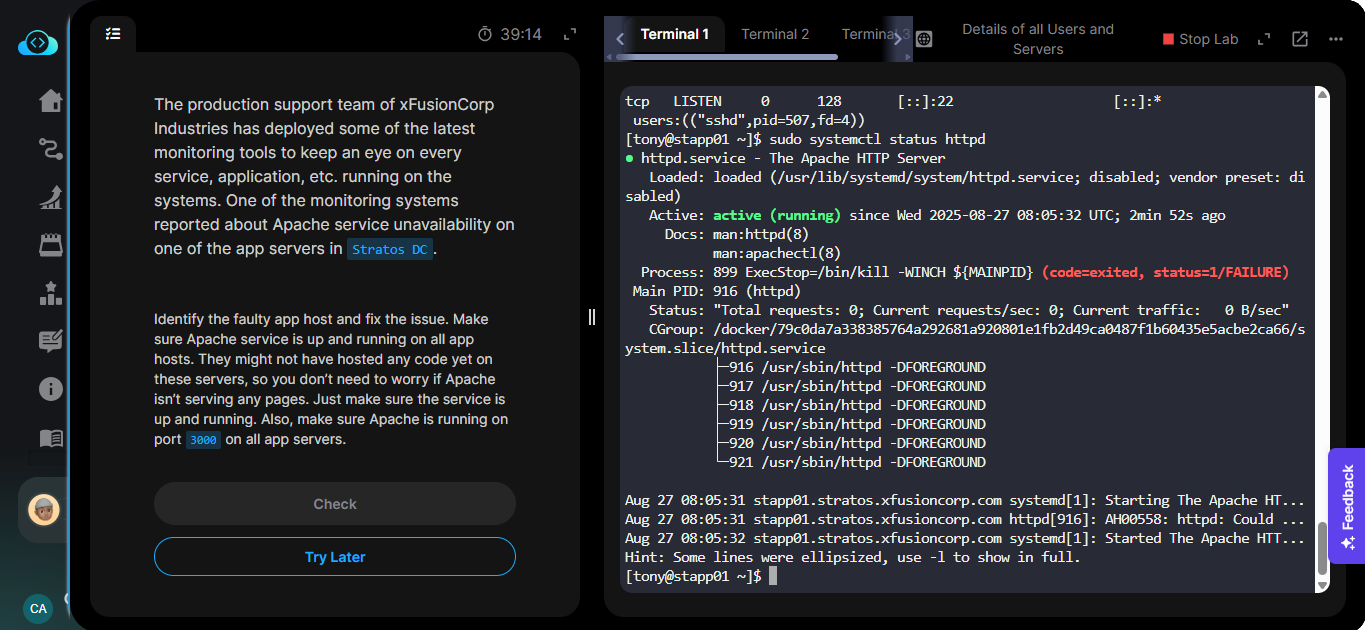 39:14
The production support team of xFusionCorp
Industries has deployed some of the latest
monitoring tools to keep an eye on every
service, application, etc. running on the
systems. One of the monitoring systems
reported about Apache service unavailability on
one of the app servers in Stratos DC.
Identify the faulty app host and fix the issue. Make
sure Apache service is up and running on all app
hosts. They might not have hosted any code yet on
these servers, so you don't need to worry if Apache
isn't serving any pages. Just make sure the service is
up and running. Also, make sure Apache is running on
port 3000 on all app servers.
Check
Try Later
CA
Terminal 1 Terminal 2 Terminal 3
Details of all Users and
Servers
Stop Lab
tcp LISTEN 0 128 [::]:22 [::]:*
users:(("sshd",pid=507,fd=4))
[tony@stapp01 ~]$ sudo systemctl status httpd
● httpd.service - The Apache HTTP Server
Loaded: loaded (/usr/lib/systemd/system/httpd.service; disabled; vendor preset: di
sabled)
Active: active (running) since Wed 2025-08-27 08:05:32 UTC; 2min 52s ago
Docs: man:httpd(8)
man:apachectl(8)
Process: 899 ExecStop=/bin/kill -WINCH ${MAINPID} (code=exited, status=1/FAILURE)
Main PID: 916 (httpd)
Status: "Total requests: 0; Current requests/sec: 0; Current traffic: 0 B/sec"
CGroup: /docker/79c0da7a338385764a292681a920801e1fb2d49ca0487f1b60435e5acbe2ca66/s
ystem.slice/httpd.service
├─916 /usr/sbin/httpd -DFOREGROUND
├─917 /usr/sbin/httpd -DFOREGROUND
├─918 /usr/sbin/httpd -DFOREGROUND
├─919 /usr/sbin/httpd -DFOREGROUND
├─920 /usr/sbin/httpd -DFOREGROUND
└─921 /usr/sbin/httpd -DFOREGROUND
Aug 27 08:05:31 stapp01.stratos.xfusioncorp.com systemd[1]: Starting The Apache HT...
Aug 27 08:05:31 stapp01.stratos.xfusioncorp.com httpd[916]: AH00558: httpd: Could ...
Aug 27 08:05:32 stapp01.stratos.xfusioncorp.com systemd[1]: Started The Apache HTT...
Hint: Some lines were ellipsized, use -l to show in full.
[tony@stapp01 ~]$
Feedback